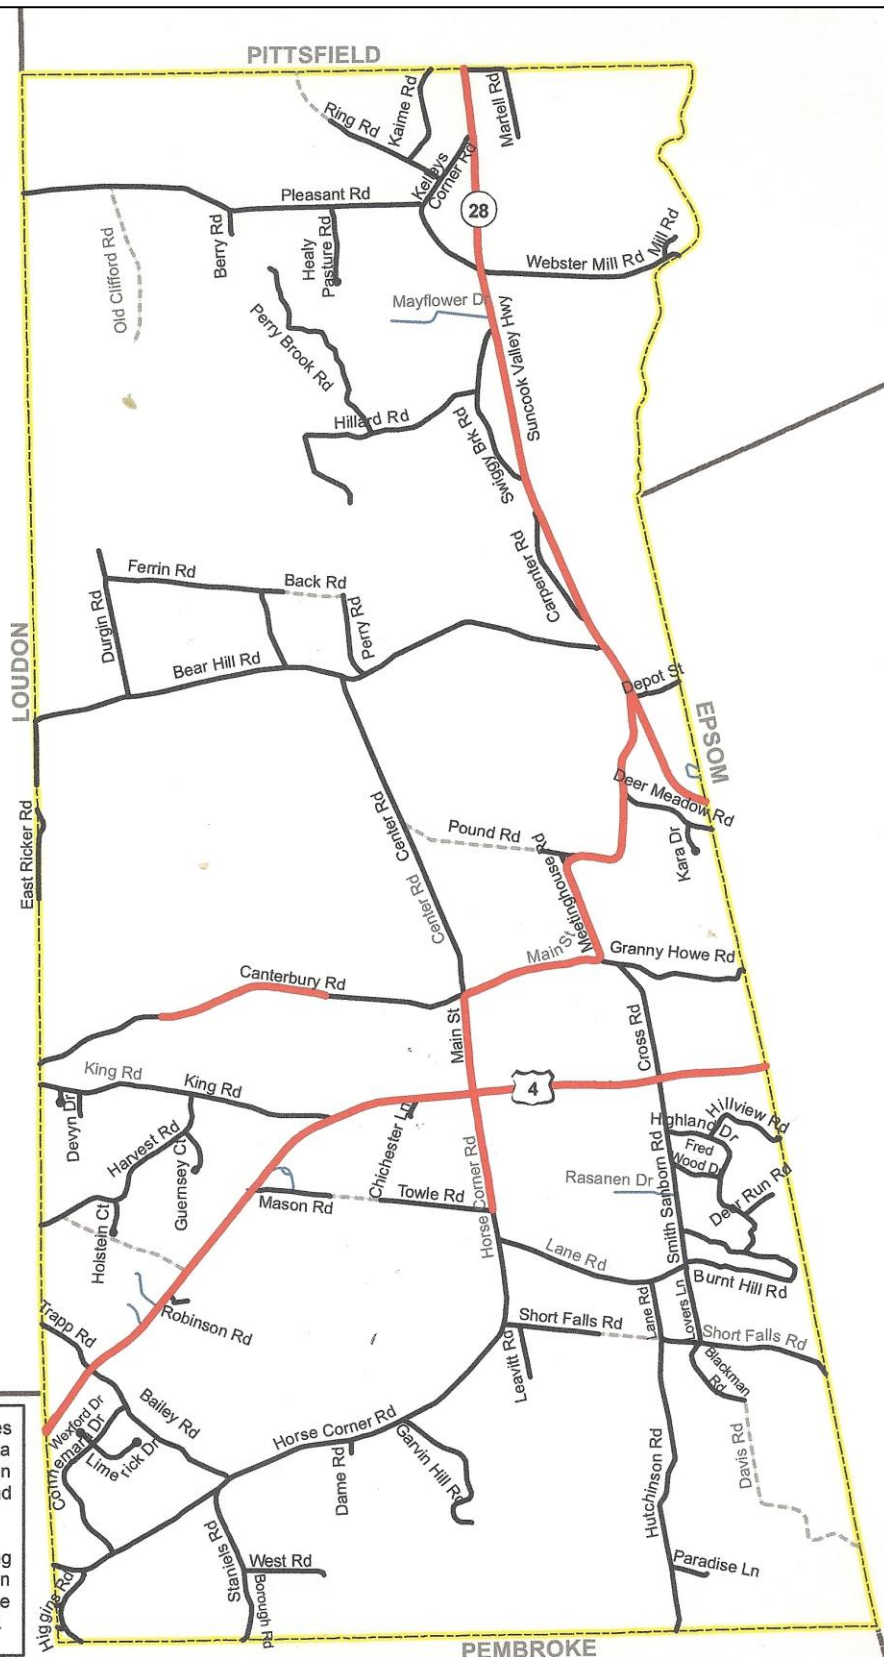 PITTSFIELD
Ring Rd
Kaime Rd
Martell Rd
Kelleys
Corner Rd
Pleasant Rd
28
Berry Rd
Healy
Pasture Rd
Old Clifford Rd
Webster Mill Rd
Mill Rd
Mayflower Dr
Suncook Valley Hwy
Perry Brook Rd
Hillard Rd
Swiggy Brk Rd
Carpenter Rd
Ferrin Rd
Back Rd
Durgin Rd
Perry Rd
Bear Hill Rd
LOUDON
Depot St
EPSOM
Deer Meadow Rd
Kara Dr
East Ricker Rd
Center Rd
Pound Rd
Meetinghouse Rd
Center Rd
Main St
Granny Howe Rd
Canterbury Rd
Main St
Cross Rd
King Rd
King Rd
4
Devyn Dr
Harvest Rd
Guernsey Ct
Chichester Ln
Highland Dr
Hillview Rd
Fred
Wood Dr
Rasanen Dr
Deer Run Rd
Smith Sanborn Rd
Mason Rd
Towle Rd
Horse Corner Rd
Holstein Ct
Lane Rd
Burnt Hill Rd
Lane Rd
Lovers Ln
Trapp Rd
Robinson Rd
Short Falls Rd
Short Falls Rd
Leavitt Rd
Blackman
Rd
Wexford Dr
Connemara Dr
Limerick Dr
Bailey Rd
Horse Corner Rd
Dame Rd
Garvin Hill Rd
Hutchinson Rd
Davis Rd
es
a
n
d
g
n
e
Staniels Rd
West Rd
Borough Rd
Paradise Ln
Higgins Rd
PEMBROKE